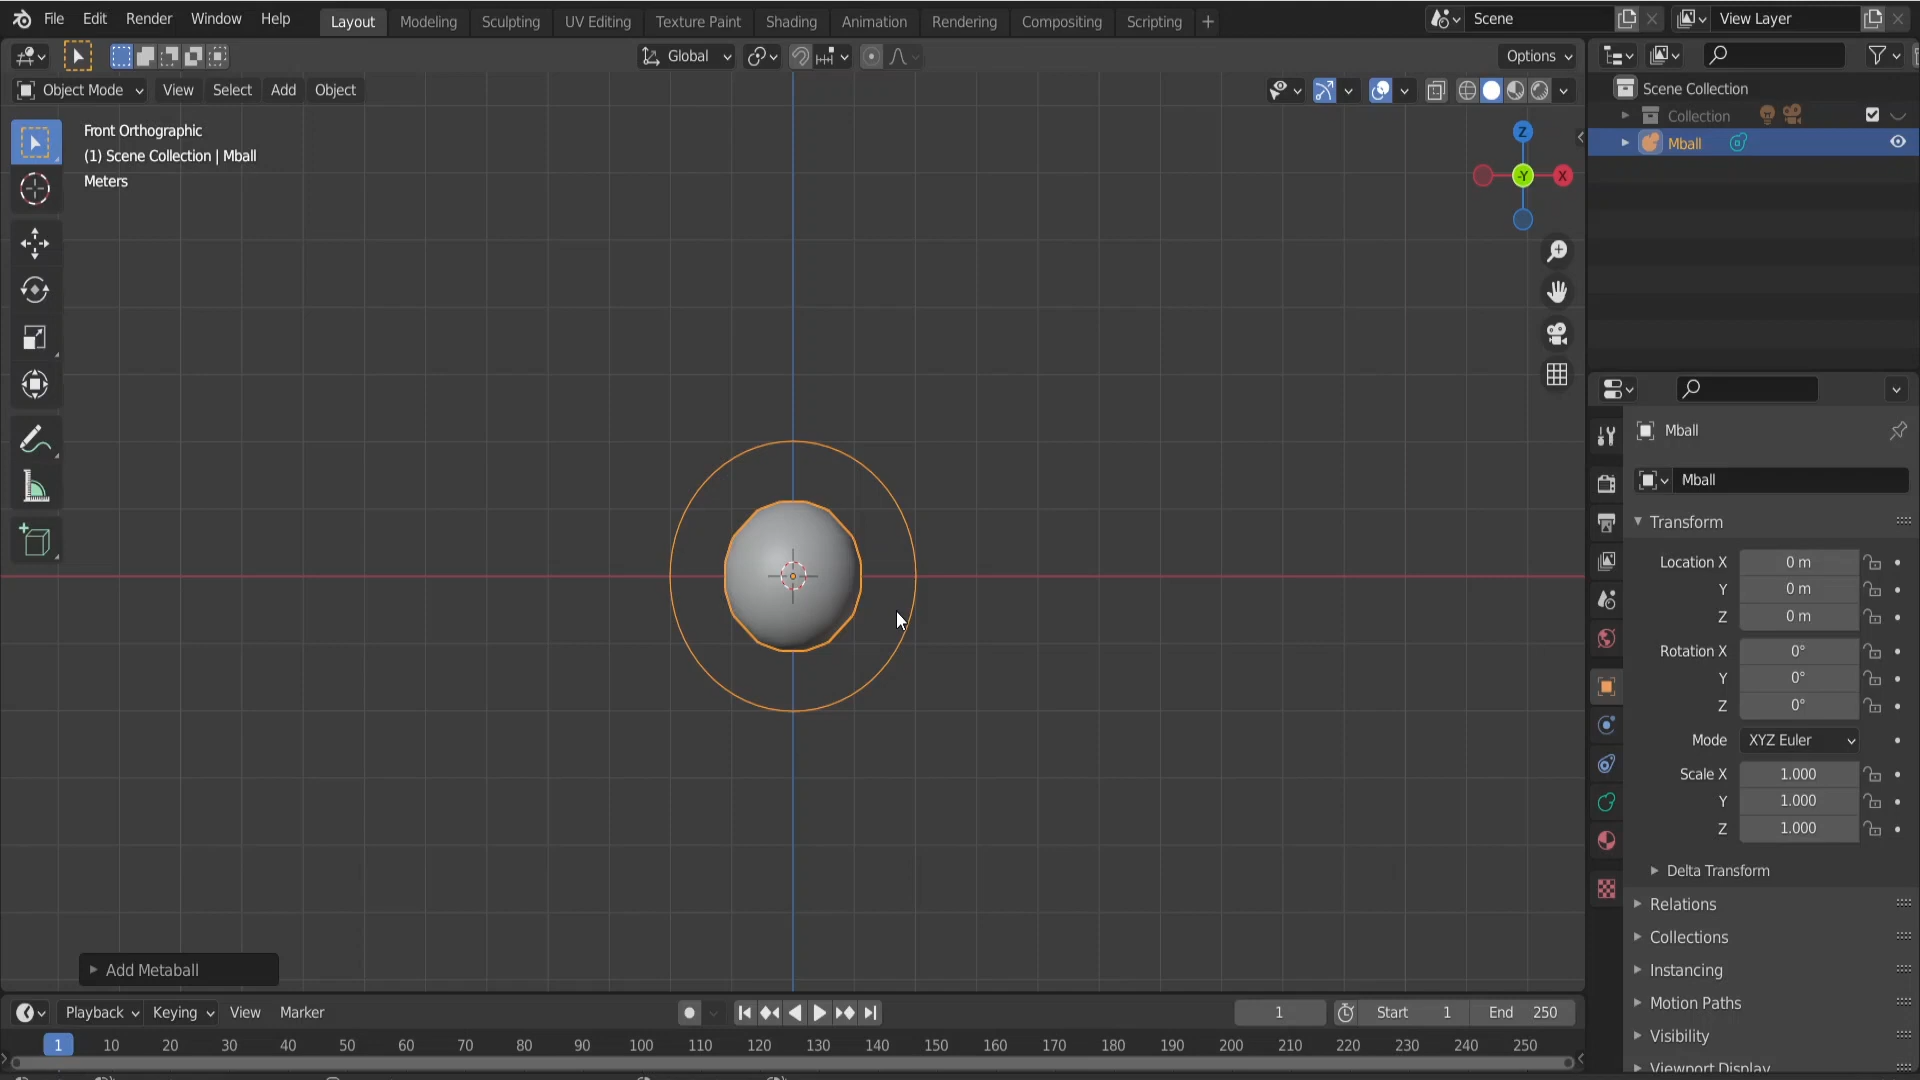 File Edit Render Window Help Layout Modeling Sculpting UV Editing Texture Paint Shading Animation Rendering Compositing Scripting + Scene View Layer
Global Options
Object Mode View Select Add Object
Scene Collection
Collection
Mball
Front Orthographic
(1) Scene Collection | Mball
Meters
Z
-Y
X
Mball
Mball
Transform
Location X 0 m
Y 0 m
Z 0 m
Rotation X 0°
Y 0°
Z 0°
Mode XYZ Euler
Scale X 1.000
Y 1.000
Z 1.000
Delta Transform
Relations
Collections
Instancing
Motion Paths
Visibility
Viewport Display
Add Metaball
Playback Keying View Marker 1 Start 1 End 250
1 10 20 30 40 50 60 70 80 90 100 110 120 130 140 150 160 170 180 190 200 210 220 230 240 250